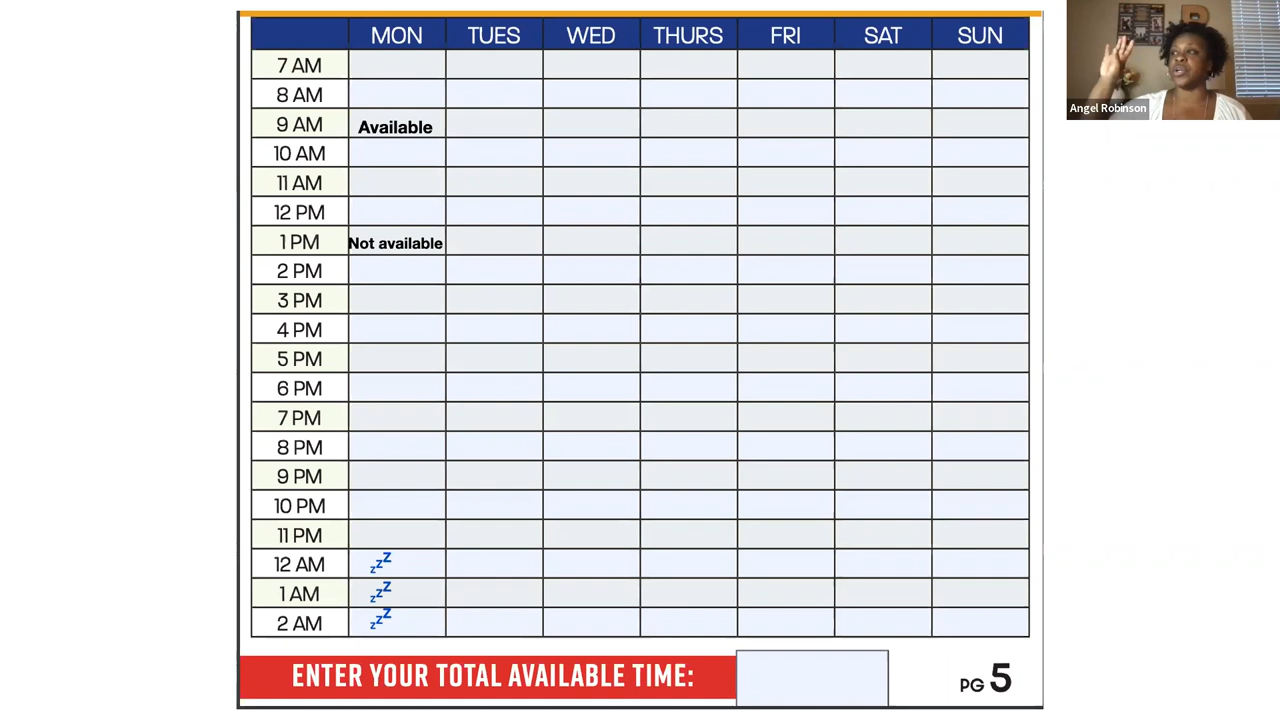 MON TUES WED THURS FRI SAT SUN
7 AM
8 AM
9 AM Available
10 AM
11 AM
12 PM
1 PM Not available
2 PM
3 PM
4 PM
5 PM
6 PM
7 PM
8 PM
9 PM
10 PM
11 PM
12 AM zzZ
1 AM zzZ
2 AM zzZ
ENTER YOUR TOTAL AVAILABLE TIME:
PG 5
Angel Robinson